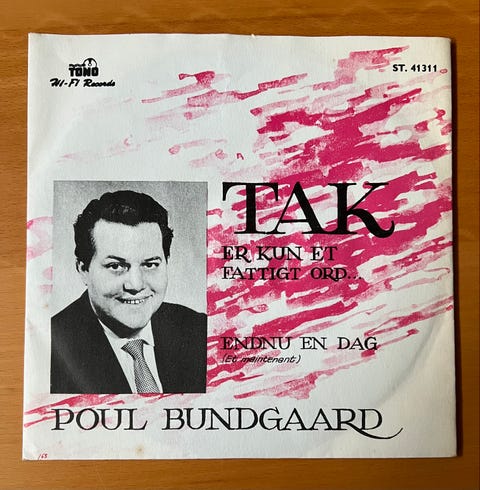 TONO
Hi-Fi Records
ST. 41311
TAK
ER KUN ET
FATTIGT ORD...
ENDNU EN DAG
(Et maintenant)
POUL BUNDGAARD